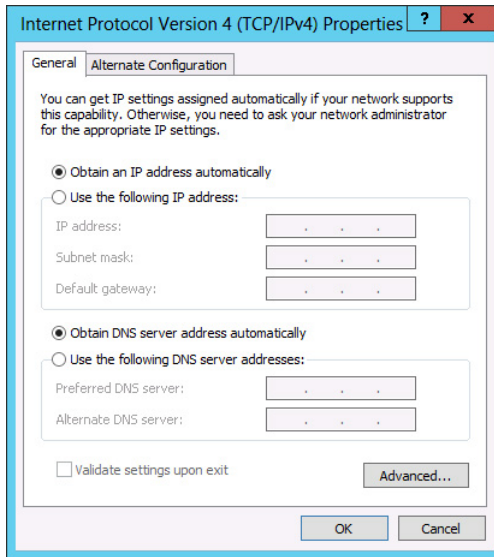 Internet Protocol Version 4 (TCP/IPv4) Properties ? x
General Alternate Configuration
You can get IP settings assigned automatically if your network supports
this capability. Otherwise, you need to ask your network administrator
for the appropriate IP settings.
Obtain an IP address automatically
Use the following IP address:
IP address: . . .
Subnet mask: . . .
Default gateway: . . .
Obtain DNS server address automatically
Use the following DNS server addresses:
Preferred DNS server: . . .
Alternate DNS server: . . .
Validate settings upon exit
Advanced...
OK Cancel